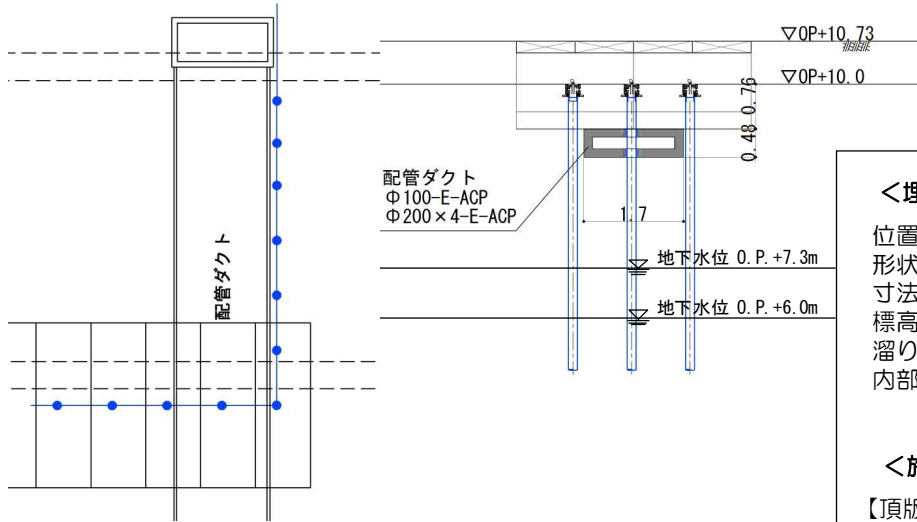 配管ダクト
▽OP+10.73
▽OP+10.0
0.76
0.48
配管ダクト
Φ100-E-ACP
Φ200×4-E-ACP
1.7
地下水位 O.P.+7.3m
地下水位 O.P.+6.0m
<埋
位置
形状
寸法
標高
溜り
内部
<施
【頂版